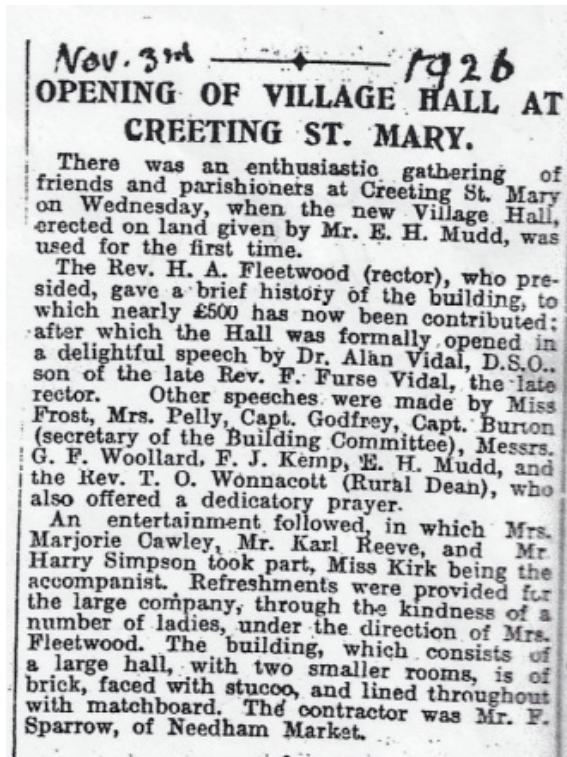 Nov. 3rd 1926
OPENING OF VILLAGE HALL AT
CREETING ST. MARY.
There was an enthusiastic gathering of
friends and parishioners at Creeting St. Mary
on Wednesday, when the new Village Hall,
erected on land given by Mr. E. H. Mudd, was
used for the first time.
The Rev. H. A. Fleetwood (rector), who pre-
sided, gave a brief history of the building, to
which nearly £500 has now been contributed;
after which the Hall was formally opened in
a delightful speech by Dr. Alan Vidal, D.S.O..
son of the late Rev. F. Furse Vidal, the late
rector. Other speeches were made by Miss
Frost, Mrs. Pelly, Capt. Godfrey, Capt. Burton
(secretary of the Building Committee), Messrs.
G. F. Woollard, F. J. Kemp, E. H. Mudd, and
the Rev. T. O. Wonnacott (Rural Dean), who
also offered a dedicatory prayer.
An entertainment followed, in which Mrs.
Marjorie Cawley, Mr. Karl Reeve, and Mr
Harry Simpson took part, Miss Kirk being the
accompanist. Refreshments were provided for
the large company, through the kindness of a
number of ladies, under the direction of Mrs.
Fleetwood. The building, which consists of
a large hall, with two smaller rooms, is of
brick, faced with stucco, and lined throughout
with matchboard. The contractor was Mr. F.
Sparrow, of Needham Market.